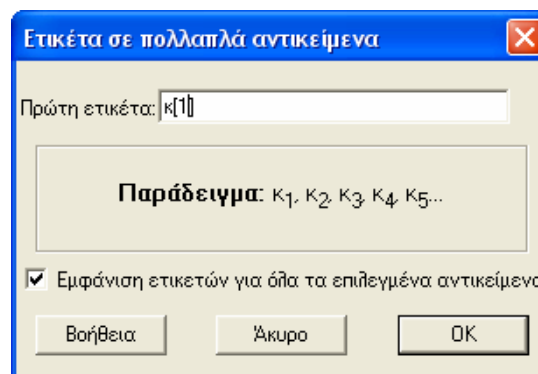 Ετικέτα σε πολλαπλά αντικείμενα
Πρώτη ετικέτα: κ[1]
Παράδειγμα: κ₁, κ₂, κ₃, κ₄, κ₅...
Εμφάνιση ετικετών για όλα τα επιλεγμένα αντικείμενα
Βοήθεια Άκυρο OK